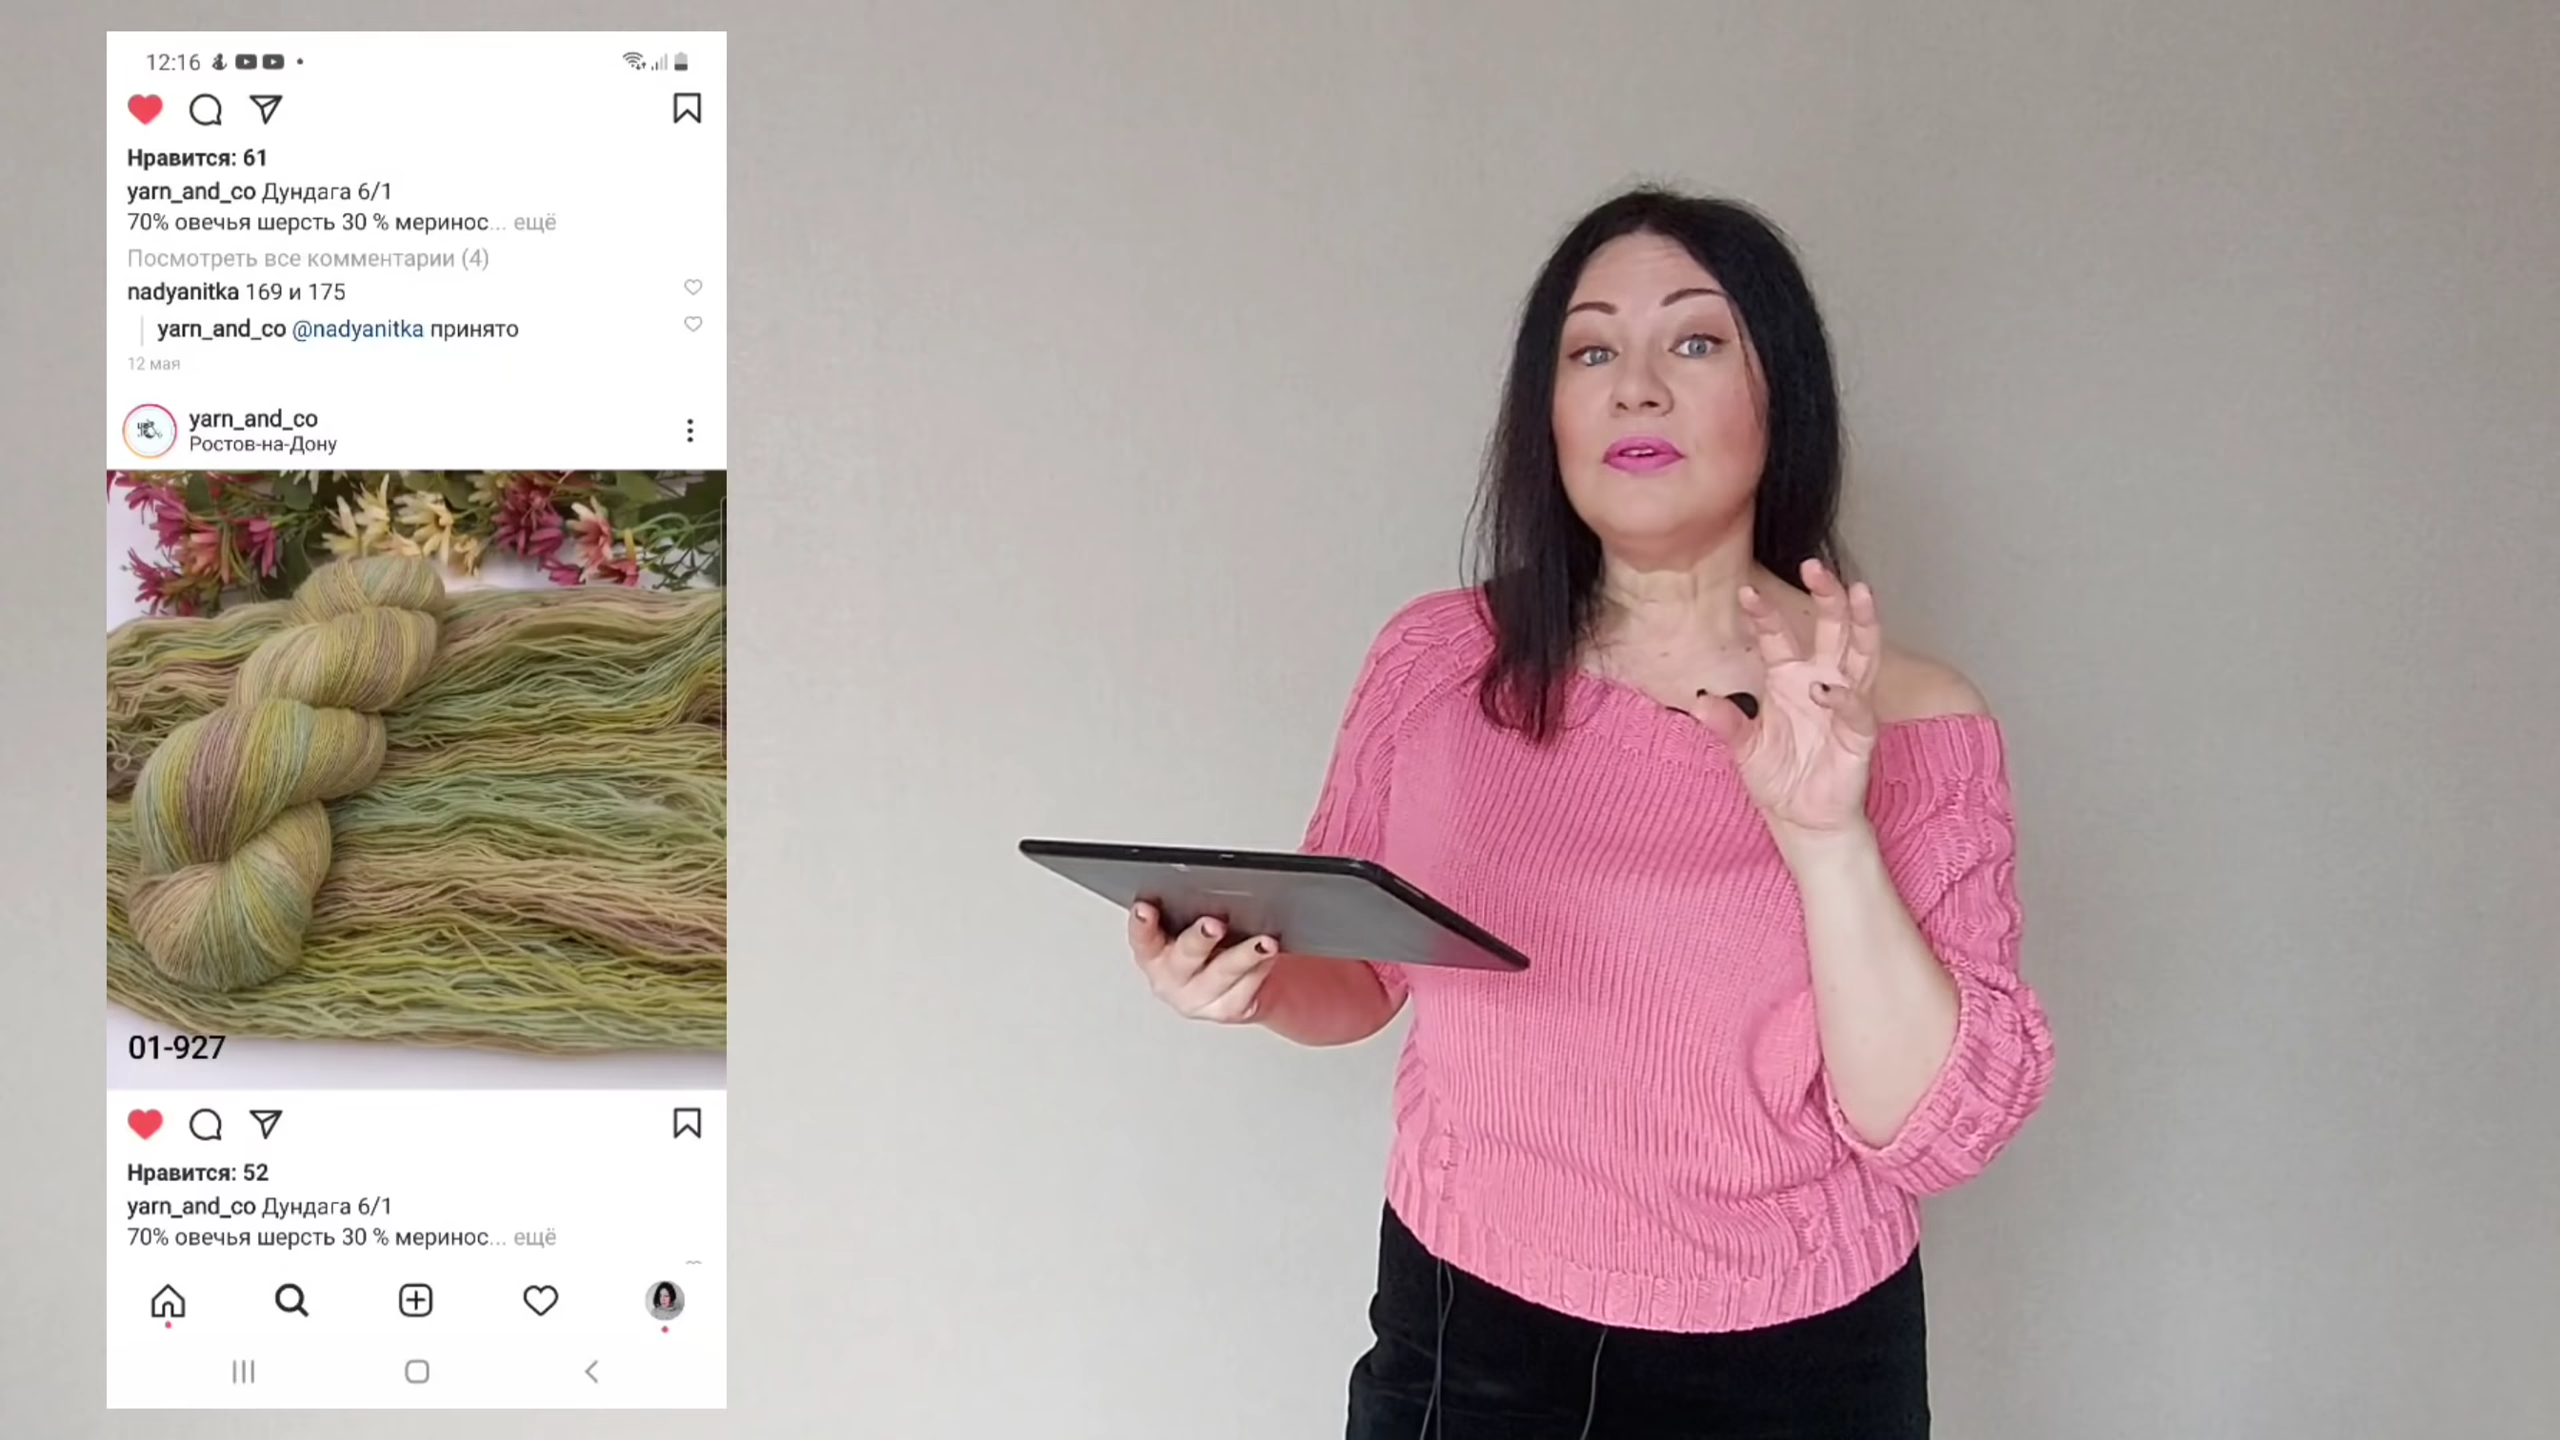 12:16
Нравится: 61
yarn_and_co Дундага 6/1
70% овечья шерсть 30 % меринос... ещё
Посмотреть все комментарии (4)
nadyanitka 169 и 175
yarn_and_co @nadyanitka принято
12 мая
yarn_and_co
Ростов-на-Дону
01-927
Нравится: 52
yarn_and_co Дундага 6/1
70% овечья шерсть 30 % меринос... ещё